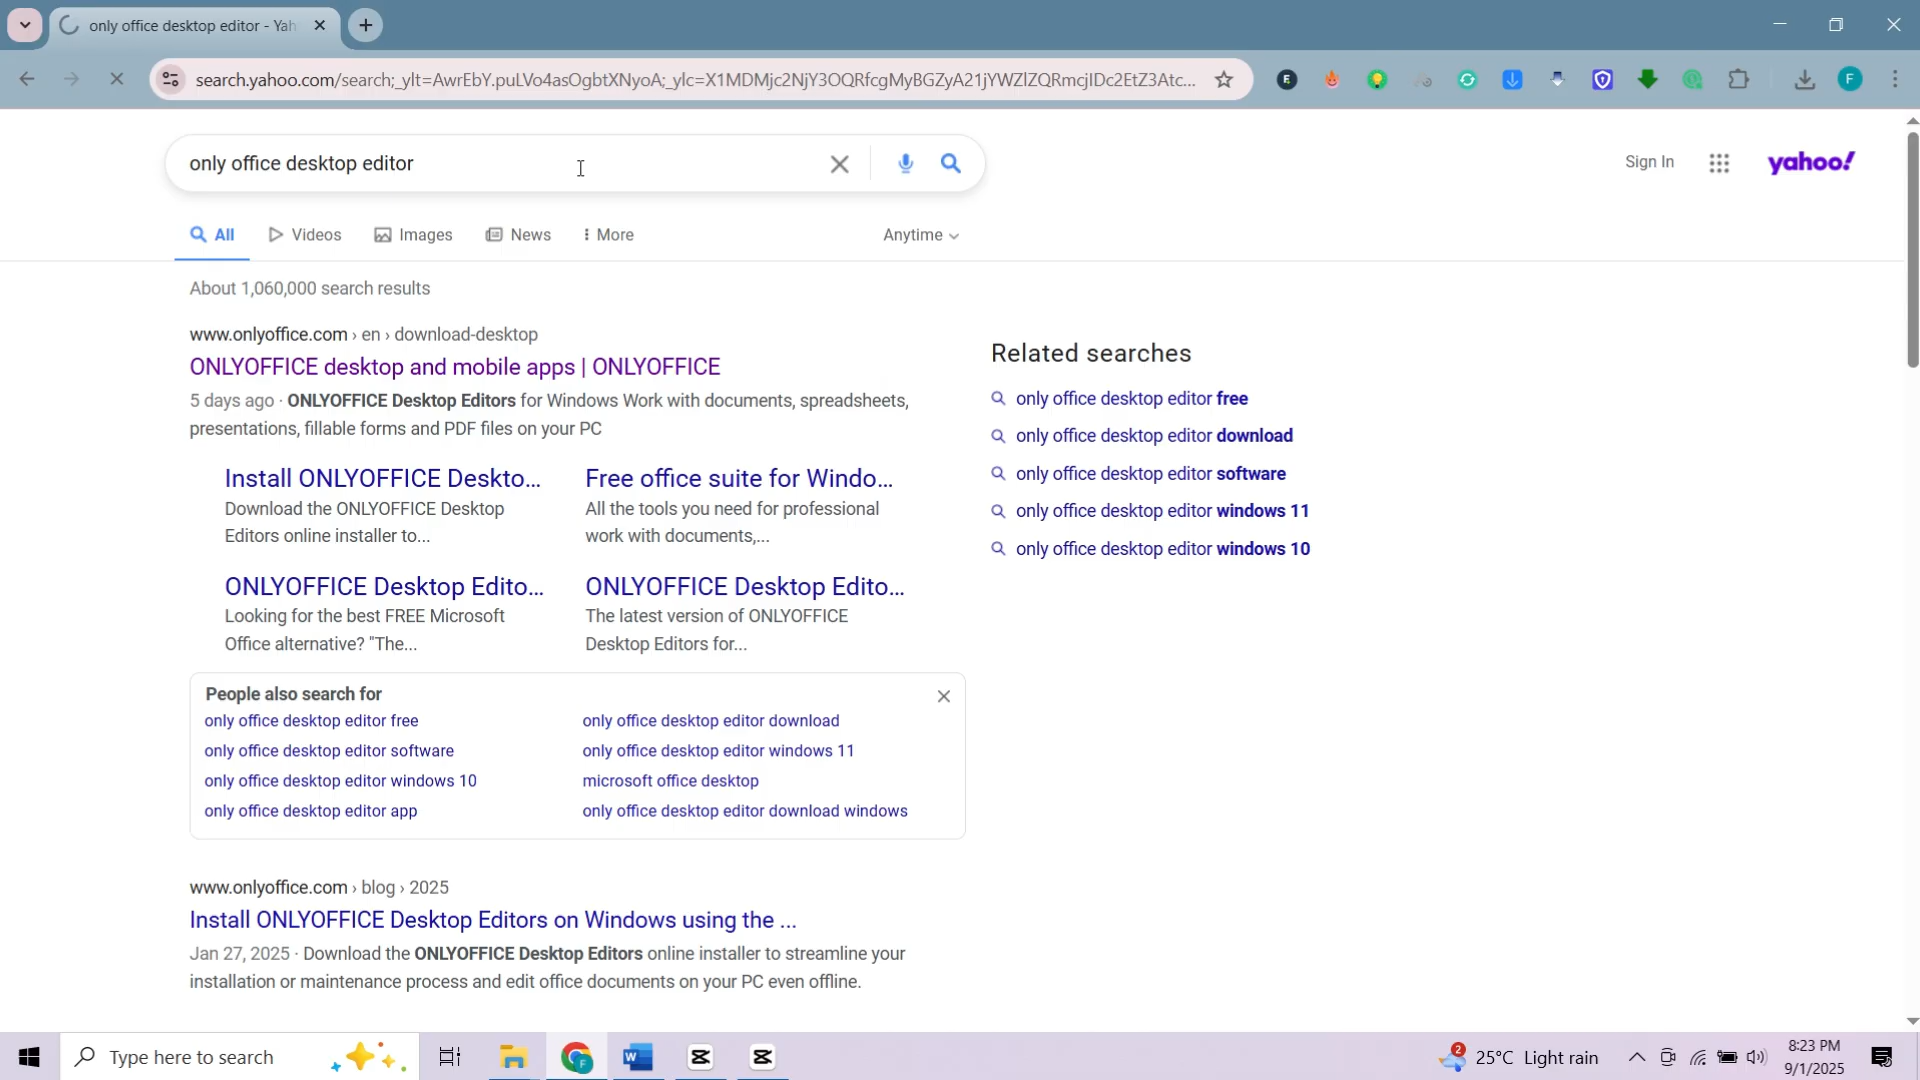 only office desktop editor - Yah
search.yahoo.com/search;_ylt=AwrEbY.puLVo4asOgbtXNyoA;_ylc=X1MDMjc2NjY3OQRfcgMyBGZyA21jYWZlZQRmcjIDc2EtZ3Atc...
E
F
only office desktop editor
Sign In
yahoo!
All
Videos
Images
News
More
Anytime
About 1,060,000 search results
www.onlyoffice.com › en › download-desktop
ONLYOFFICE desktop and mobile apps | ONLYOFFICE
5 days ago · ONLYOFFICE Desktop Editors for Windows Work with documents, spreadsheets,
presentations, fillable forms and PDF files on your PC
Install ONLYOFFICE Deskto...
Download the ONLYOFFICE Desktop
Editors online installer to...
Free office suite for Windo...
All the tools you need for professional
work with documents,...
ONLYOFFICE Desktop Edito...
Looking for the best FREE Microsoft
Office alternative? "The...
ONLYOFFICE Desktop Edito...
The latest version of ONLYOFFICE
Desktop Editors for...
People also search for
only office desktop editor free
only office desktop editor download
only office desktop editor software
only office desktop editor windows 11
only office desktop editor windows 10
microsoft office desktop
only office desktop editor app
only office desktop editor download windows
www.onlyoffice.com › blog › 2025
Install ONLYOFFICE Desktop Editors on Windows using the ...
Jan 27, 2025 · Download the ONLYOFFICE Desktop Editors online installer to streamline your
installation or maintenance process and edit office documents on your PC even offline.
Related searches
only office desktop editor free
only office desktop editor download
only office desktop editor software
only office desktop editor windows 11
only office desktop editor windows 10
Type here to search
F
W
2
25°C Light rain
8:23 PM
9/1/2025